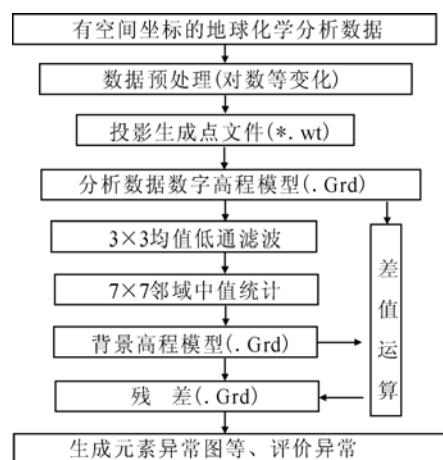 有空间坐标的地球化学分析数据
数据预处理(对数等变化)
投影生成点文件(*. wt)
分析数据数字高程模型(. Grd)
3×3均值低通滤波
7×7邻域中值统计
背景高程模型(. Grd)
差值运算
残 差(. Grd)
生成元素异常图等、评价异常